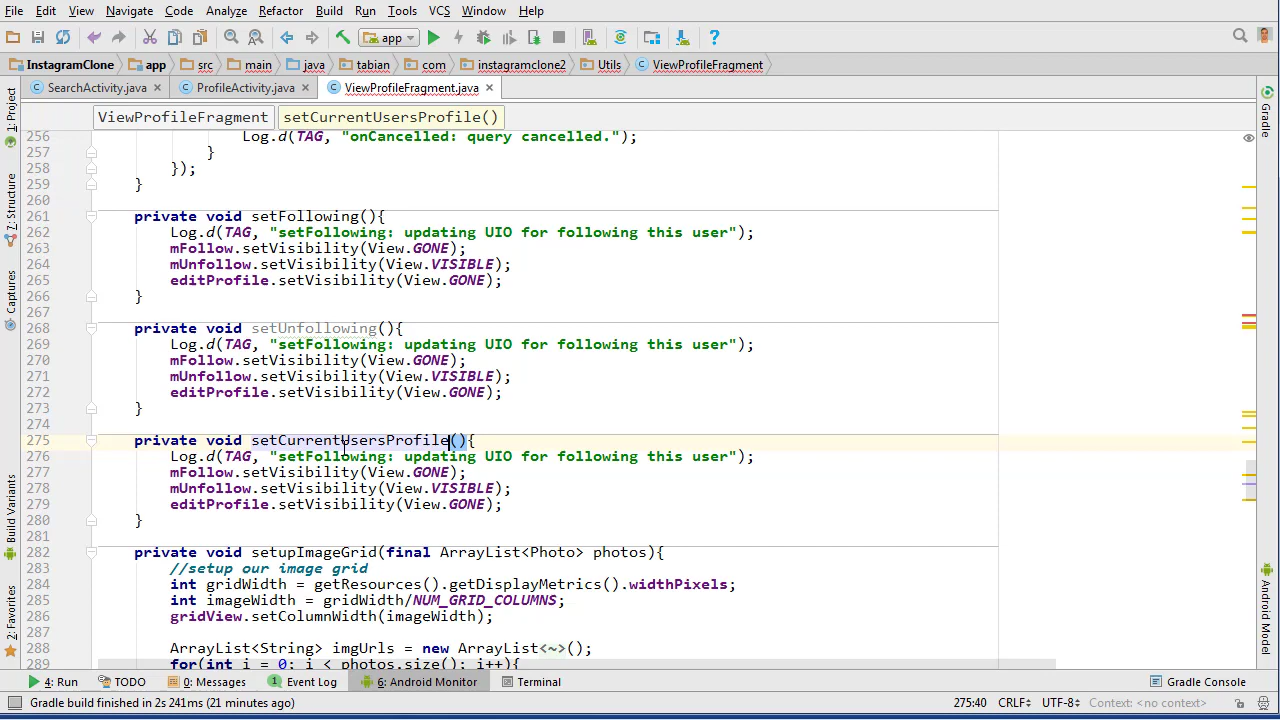 File Edit View Navigate Code Analyze Refactor Build Run Tools VCS Window Help
app
InstagramClone app src main java tabian com instagramclone2 Utils ViewProfileFragment
SearchActivity.java ProfileActivity.java ViewProfileFragment.java
ViewProfileFragment setCurrentUsersProfile()
256 Log.d(TAG, "onCancelled: query cancelled.");
257 }
258 });
259 }
260
261 private void setFollowing(){
262 Log.d(TAG, "setFollowing: updating UIO for following this user");
263 mFollow.setVisibility(View.GONE);
264 mUnfollow.setVisibility(View.VISIBLE);
265 editProfile.setVisibility(View.GONE);
266 }
267
268 private void setUnfollowing(){
269 Log.d(TAG, "setFollowing: updating UIO for following this user");
270 mFollow.setVisibility(View.GONE);
271 mUnfollow.setVisibility(View.VISIBLE);
272 editProfile.setVisibility(View.GONE);
273 }
274
275 private void setCurrentUsersProfile(){
276 Log.d(TAG, "setFollowing: updating UIO for following this user");
277 mFollow.setVisibility(View.GONE);
278 mUnfollow.setVisibility(View.VISIBLE);
279 editProfile.setVisibility(View.GONE);
280 }
281
282 private void setupImageGrid(final ArrayList<Photo> photos){
283 //setup our image grid
284 int gridWidth = getResources().getDisplayMetrics().widthPixels;
285 int imageWidth = gridWidth/NUM_GRID_COLUMNS;
286 gridView.setColumnWidth(imageWidth);
287
288 ArrayList<String> imgUrls = new ArrayList<~>();
289 for(int i = 0; i < photos.size(); i++){
1: Project
7: Structure
Captures
Build Variants
2: Favorites
Gradle
Android Model
4: Run TODO 0: Messages 1 Event Log 6: Android Monitor Terminal Gradle Console
Gradle build finished in 2s 241ms (21 minutes ago) 275:40 CRLF UTF-8 Context: <no context>